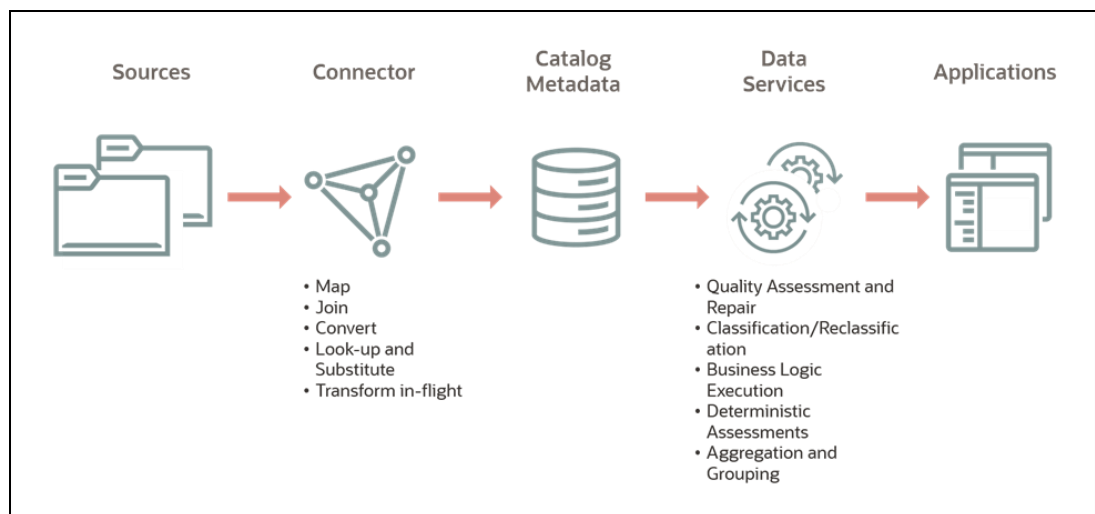 Sources
Connector
Catalog
Metadata
Data
Services
Applications
• Map
• Join
• Convert
• Look-up and
Substitute
• Transform in-flight
• Quality Assessment and
Repair
• Classification/Reclassific
ation
• Business Logic
Execution
• Deterministic
Assessments
• Aggregation and
Grouping